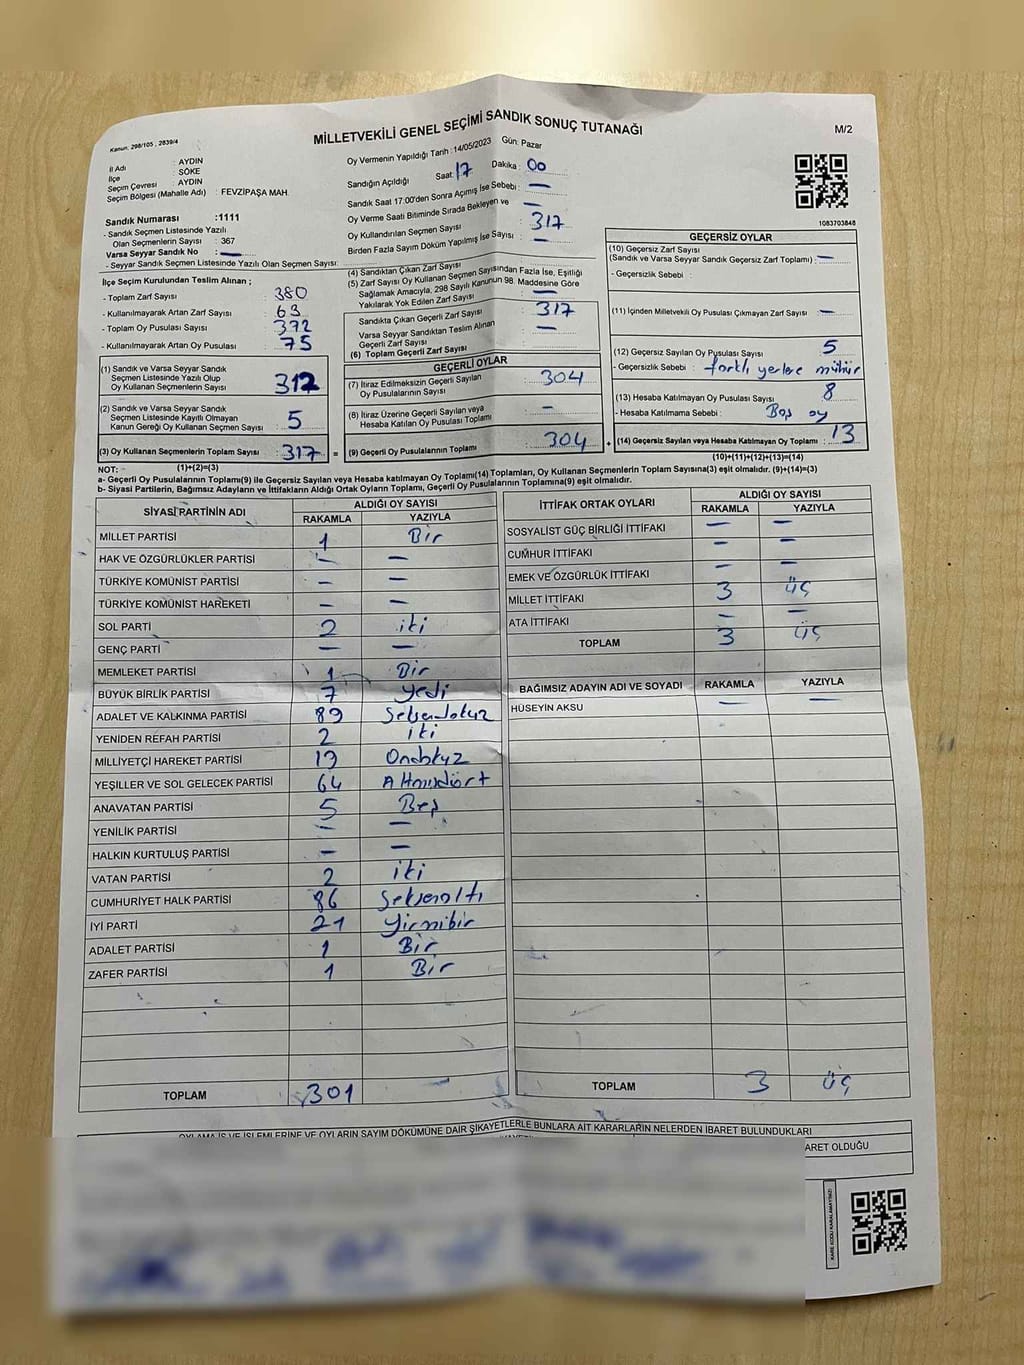 Kanun: 298/105 , 2839/4
MİLLETVEKİLİ GENEL SEÇİMİ SANDIK SONUÇ TUTANAĞI
M/2
İl Adı : AYDIN
İlçe : SÖKE
Seçim Çevresi : AYDIN
Seçim Bölgesi (Mahalle Adı) : FEVZİPAŞA MAH.
Sandık Numarası :1111
- Sandık Seçmen Listesinde Yazılı
Olan Seçmenlerin Sayısı : 367
Varsa Seyyar Sandık No : —
- Seyyar Sandık Seçmen Listesinde Yazılı Olan Seçmen Sayısı:
Oy Vermenin Yapıldığı Tarih :14/05/2023 Gün: Pazar
Sandığın Açıldığı Saat: 17 Dakika: 00
Sandık Saat 17:00'den Sonra Açımış İse Sebebi : —
Oy Verme Saati Bitiminde Sırada Bekleyen ve
Oy Kullandırılan Seçmen Sayısı : —
317
Birden Fazla Sayım Döküm Yapılmış İse Sayısı : —
1083703848
İlçe Seçim Kurulundan Teslim Alınan ;
- Toplam Zarf Sayısı : 380
- Kullanılmayarak Artan Zarf Sayısı : 63
- Toplam Oy Pusulası Sayısı : 392
- Kullanılmayarak Artan Oy Pusulası : 75
(1) Sandık ve Varsa Seyyar Sandık
Seçmen Listesinde Yazılı Olup
Oy Kullanan Seçmenlerin Sayısı : 312
(2) Sandık ve Varsa Seyyar Sandık
Seçmen Listesinde Kayıtlı Olmayan
Kanun Gereği Oy Kullanan Seçmen Sayısı : 5
(3) Oy Kullanan Seçmenlerin Toplam Sayısı : 317 =
(4) Sandıktan Çıkan Zarf Sayısı
(5) Zarf Sayısı Oy Kullanan Seçmen Sayısından Fazla İse, Eşitliği
Sağlamak Amacıyla, 298 Sayılı Kanunun 98. Maddesine Göre
Yakılarak Yok Edilen Zarf Sayısı : —
Sandıkta Çıkan Geçerli Zarf Sayısı : 317
Varsa Seyyar Sandıktan Teslim Alınan
Geçerli Zarf Sayısı : —
(6) Toplam Geçerli Zarf Sayısı
GEÇERLİ OYLAR
(7) İtiraz Edilmeksizin Geçerli Sayılan
Oy Pusulalarının Sayısı : 304
(8) İtiraz Üzerine Geçerli Sayılan veya
Hesaba Katılan Oy Pusulası Toplamı : —
(9) Geçerli Oy Pusulalarının Toplamı : 304 +
GEÇERSİZ OYLAR
(10) Geçersiz Zarf Sayısı
(Sandık ve Varsa Seyyar Sandık Geçersiz Zarf Toplamı) : —
- Geçersizlik Sebebi :
(11) İçinden Milletvekili Oy Pusulası Çıkmayan Zarf Sayısı : —
(12) Geçersiz Sayılan Oy Pusulası Sayısı : 5
- Geçersizlik Sebebi : farklı yerlere mühür
(13) Hesaba Katılmayan Oy Pusulası Sayısı : 8
- Hesaba Katılmama Sebebi : Boş oy
(14) Geçersiz Sayılan veya Hesaba Katılmayan Oy Toplamı : 13
(10)+(11)+(12)+(13)=(14)
NOT: (1)+(2)=(3)
a- Geçerli Oy Pusulalarının Toplamı(9) ile Geçersiz Sayılan veya Hesaba Katılmayan Oy Toplamı(14) Toplamları, Oy Kullanan Seçmenlerin Toplam Sayısına(3) eşit olmalıdır. (9)+(14)=(3)
b- Siyasi Partilerin, Bağımsız Adayların ve İttifakların Aldığı Ortak Oyların Toplamı, Geçerli Oy Pusulalarının Toplamına(9) eşit olmalıdır.
SİYASİ PARTİNİN ADI ALDIĞI OY SAYISI
RAKAMLA YAZIYLA
MİLLET PARTİSİ 1 Bir
HAK VE ÖZGÜRLÜKLER PARTİSİ — —
TÜRKİYE KOMÜNİST PARTİSİ — —
TÜRKİYE KOMÜNİST HAREKETİ — —
SOL PARTİ 2 iki
GENÇ PARTİ — —
MEMLEKET PARTİSİ 1 Bir
BÜYÜK BİRLİK PARTİSİ 7 yedi
ADALET VE KALKINMA PARTİSİ 89 Seksendokuz
YENİDEN REFAH PARTİSİ 2 iki
MİLLİYETÇİ HAREKET PARTİSİ 19 Ondokuz
YEŞİLLER VE SOL GELECEK PARTİSİ 64 Altmışdört
ANAVATAN PARTİSİ 5 Beş
YENİLİK PARTİSİ — —
HALKIN KURTULUŞ PARTİSİ — —
VATAN PARTİSİ 2 iki
CUMHURİYET HALK PARTİSİ 86 Seksenaltı
İYİ PARTİ 21 Yirmibir
ADALET PARTİSİ 1 Bir
ZAFER PARTİSİ 1 Bir
TOPLAM 301
İTTİFAK ORTAK OYLARI ALDIĞI OY SAYISI
RAKAMLA YAZIYLA
SOSYALİST GÜÇ BİRLİĞİ İTTİFAKI — —
CUMHUR İTTİFAKI — —
EMEK VE ÖZGÜRLÜK İTTİFAKI — —
MİLLET İTTİFAKI 3 üç
ATA İTTİFAKI — —
TOPLAM 3 üç
BAĞIMSIZ ADAYIN ADI VE SOYADI RAKAMLA YAZIYLA
HÜSEYİN AKSU — —
TOPLAM 3 üç
OYLAMA İŞ VE İŞLEMLERİNE VE OYLARIN SAYIM DÖKÜMÜNE DAİR ŞİKAYETLERLE BUNLARA AİT KARARLARIN NELERDEN İBARET BULUNDUKLARI
ARET OLDUĞU
KARE KODU KARALAMAYINIZ!